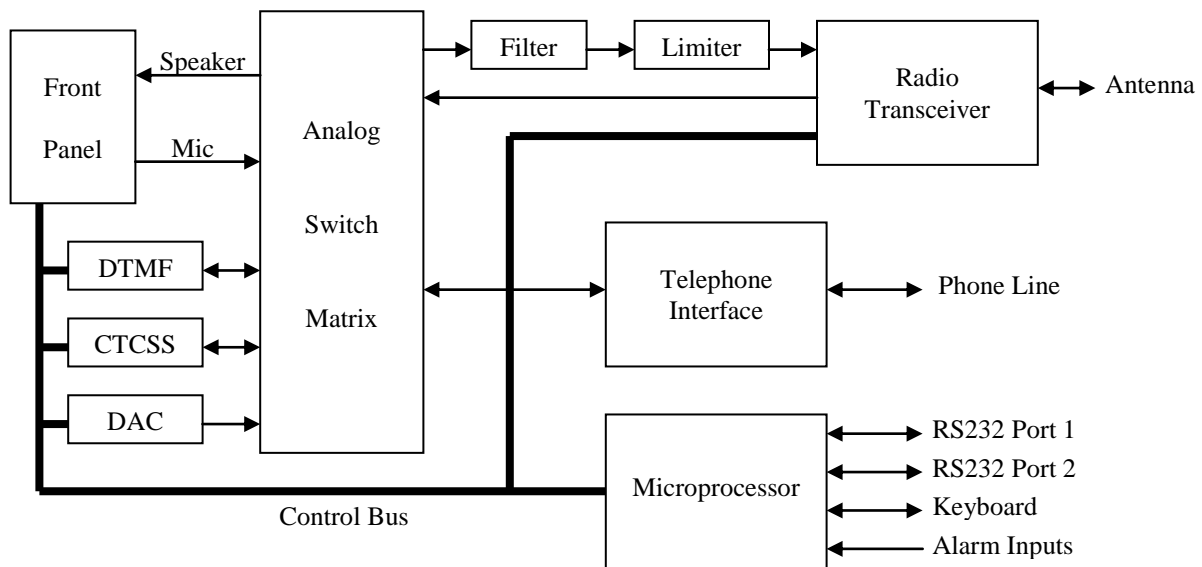 Front
Panel
Speaker
Mic
DTMF
CTCSS
DAC
Analog
Switch
Matrix
Filter
Limiter
Radio
Transceiver
Antenna
Telephone
Interface
Phone Line
Microprocessor
RS232 Port 1
RS232 Port 2
Keyboard
Alarm Inputs
Control Bus